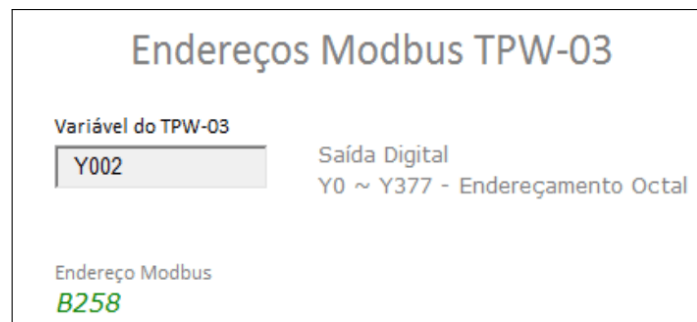 Endereços Modbus TPW-03
Variável do TPW-03
Y002
Saída Digital
Y0 ~ Y377 - Endereçamento Octal
Endereço Modbus
B258